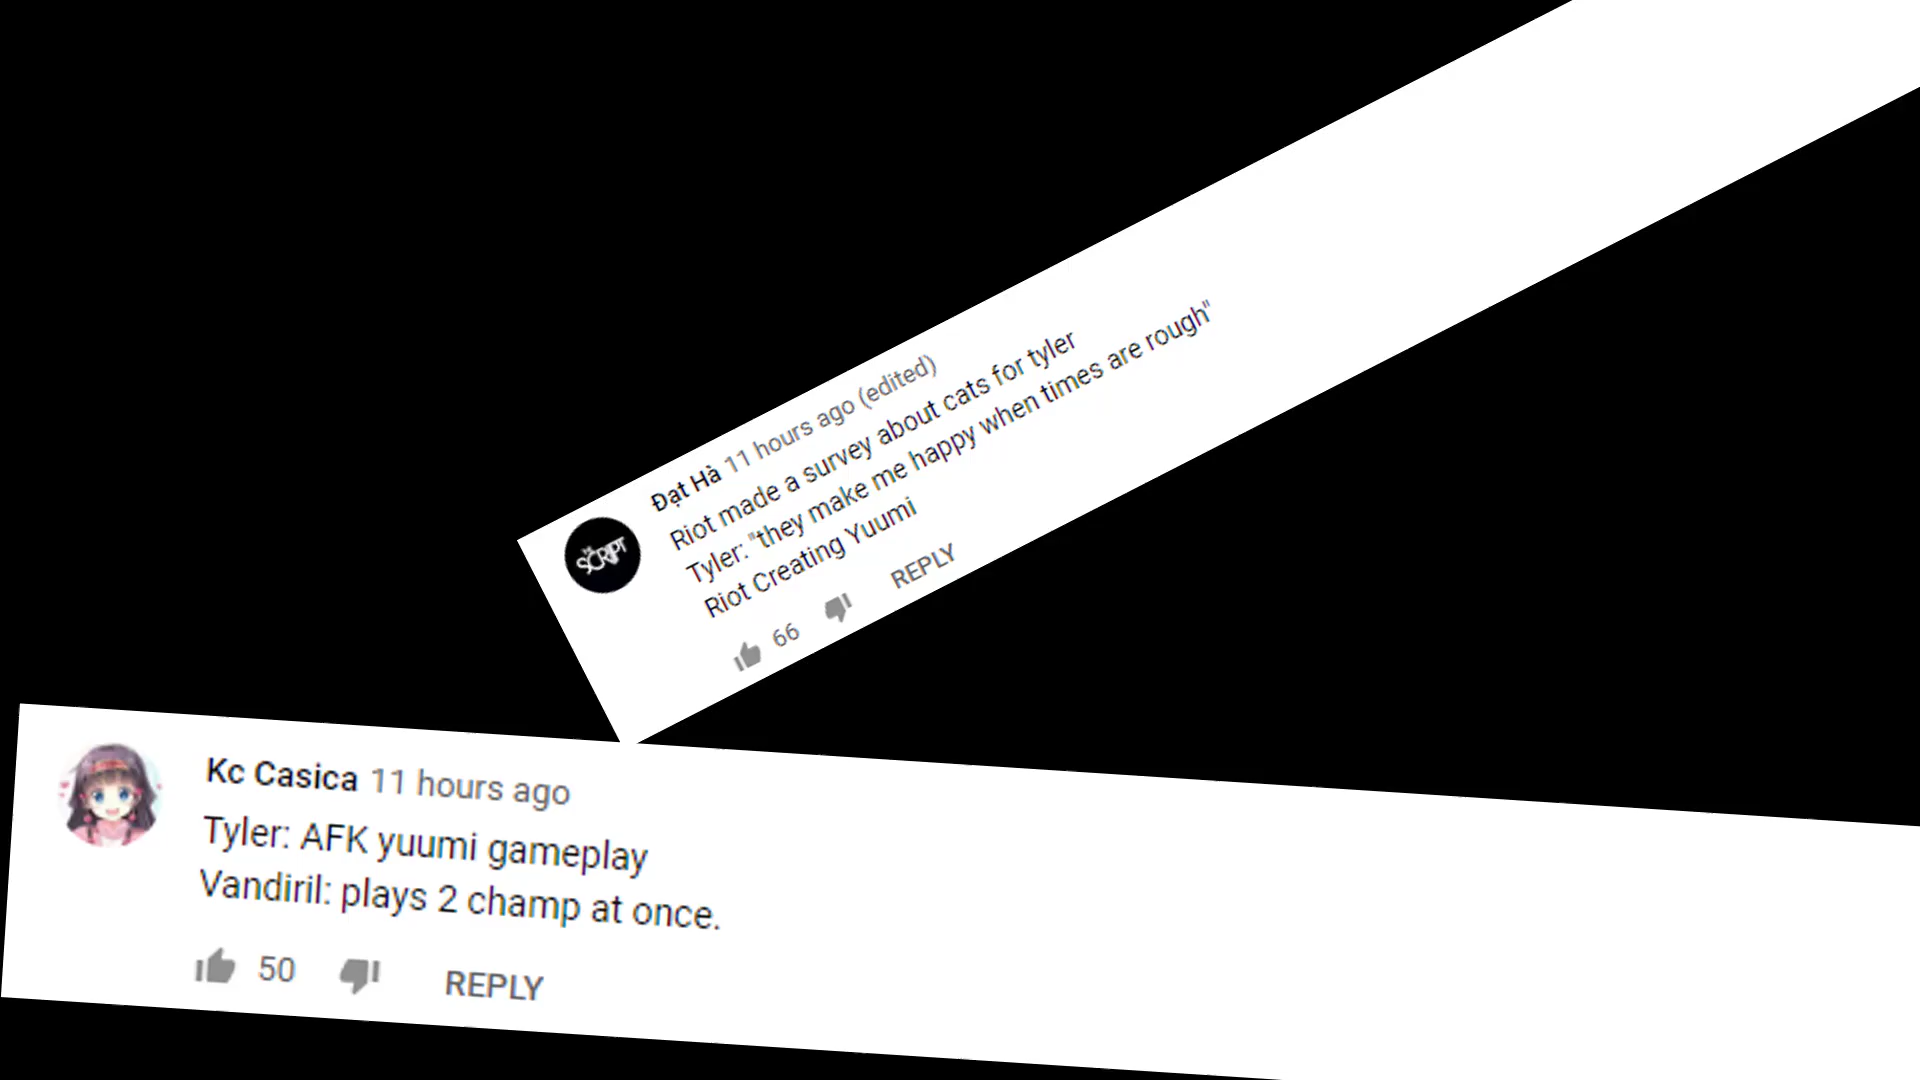 Đạt Hà 11 hours ago (edited)
Riot made a survey about cats for tyler
Tyler: "they make me happy when times are rough"
Riot Creating Yuumi
66 REPLY
THE SCRIPT
Kc Casica 11 hours ago
Tyler: AFK yuumi gameplay
Vandiril: plays 2 champ at once.
50 REPLY